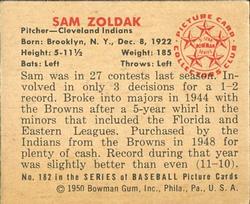 SAM ZOLDAK
Pitcher—Cleveland Indians
Born: Brooklyn, N. Y., Dec. 8, 1922
Height: 5-11½ Weight: 185
Bats: Left Throws: Left
PICTURE CARD
COLLECTORS CLUB
BOWMAN
Sam was in 27 contests last season. In-
volved in only 3 decisions for a 1-2
record. Broke into majors in 1944 with
the Browns after a 5-year whirl in the
minors that included the Florida and
Eastern Leagues. Purchased by the
Indians from the Browns in 1948 for
plenty of cash. Record during that year
was slightly better than even (11-10).
No. 182 in the SERIES of BASEBALL Picture Cards
©1950 Bowman Gum, Inc., Phila., Pa., U. S. A.